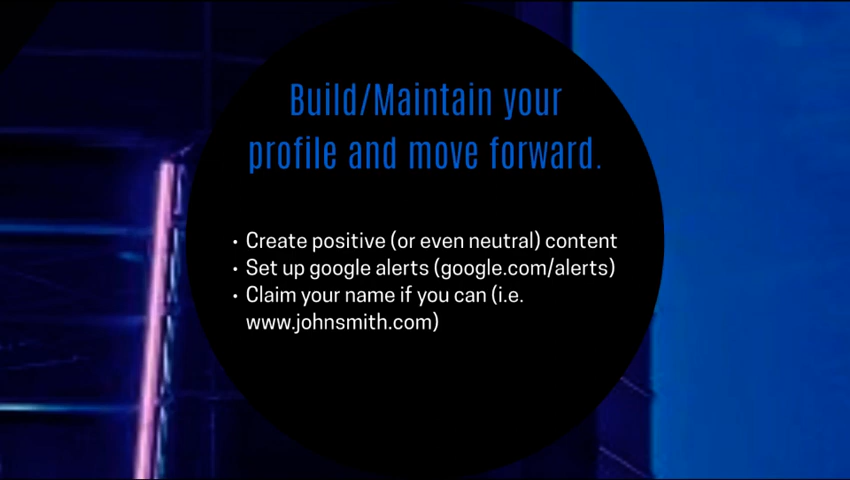 Build/Maintain your
profile and move forward.
• Create positive (or even neutral) content
• Set up google alerts (google.com/alerts)
• Claim your name if you can (i.e.
www.johnsmith.com)